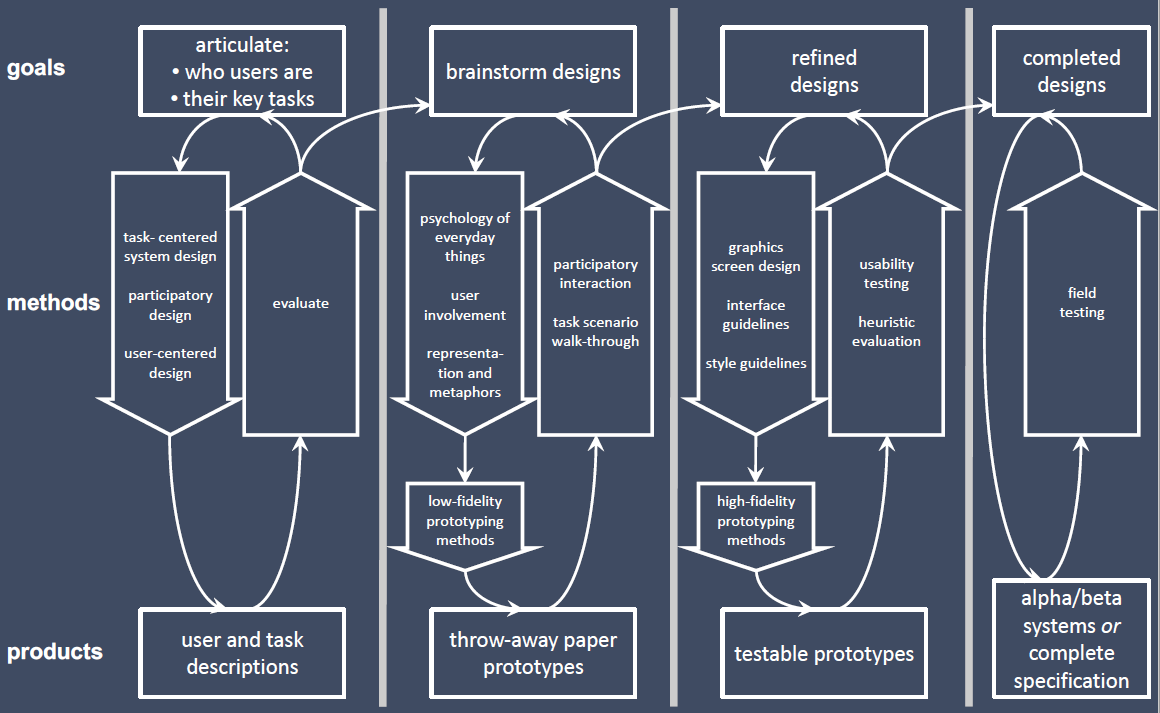 goals
articulate:
• who users are
• their key tasks
brainstorm designs
refined
designs
completed
designs
methods
task- centered
system design
participatory
design
user-centered
design
evaluate
psychology of
everyday
things
user
involvement
representa-
tion and
metaphors
participatory
interaction
task scenario
walk-through
graphics
screen design
interface
guidelines
style guidelines
usability
testing
heuristic
evaluation
field
testing
low-fidelity
prototyping
methods
high-fidelity
prototyping
methods
products
user and task
descriptions
throw-away paper
prototypes
testable prototypes
alpha/beta
systems or
complete
specification